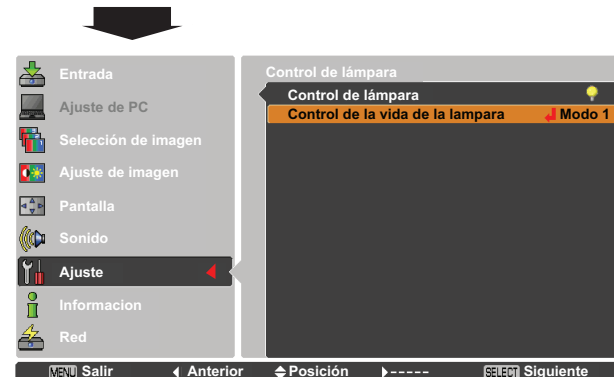 Entrada
Ajuste de PC
Selección de imagen
Ajuste de imagen
Pantalla
Sonido
Ajuste
Informacion
Red
Control de lámpara
Control de lámpara
Control de la vida de la lampara Modo 1
MENU Salir Anterior Posición ----- SELECT Siguiente